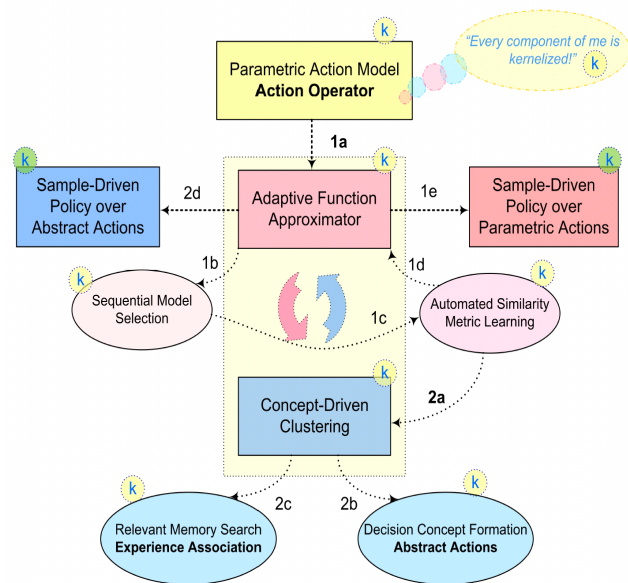 k
"Every component of me is
kernelized!"
k
Parametric Action Model
Action Operator
1a
k
k
k
Sample-Driven
Policy over
Abstract Actions
2d
Adaptive Function
Approximator
1e
Sample-Driven
Policy over
Parametric Actions
1b
1d
k
k
Sequential Model
Selection
1c
Automated Similarity
Metric Learning
k
2a
Concept-Driven
Clustering
k
2c
2b
k
Relevant Memory Search
Experience Association
Decision Concept Formation
Abstract Actions